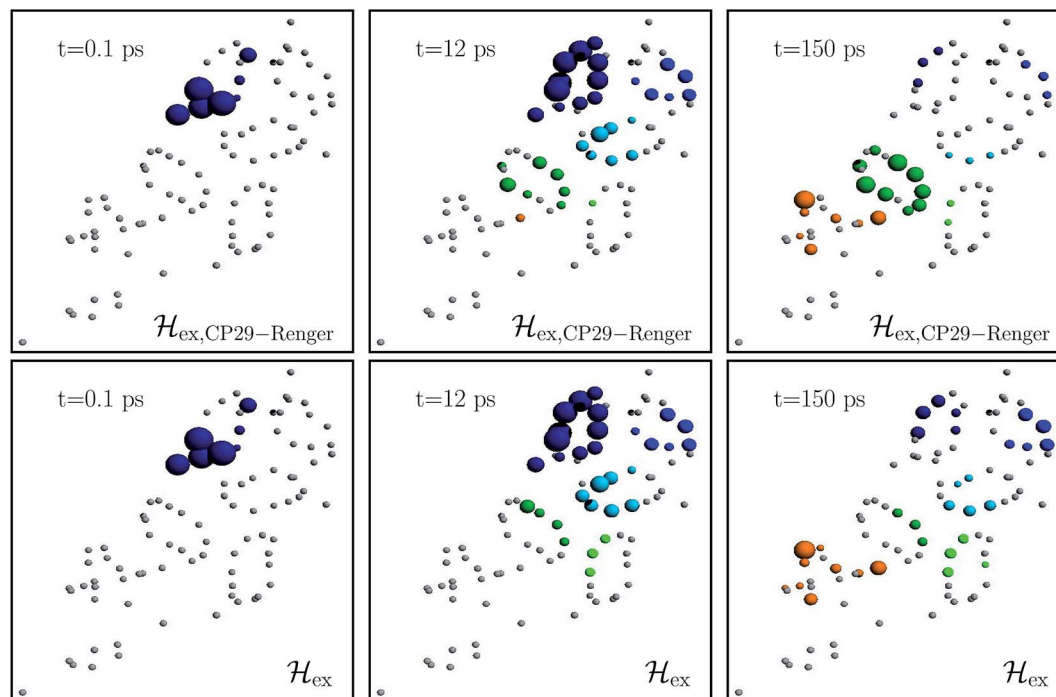 t=0.1 ps
t=12 ps
t=150 ps
ℋex,CP29−Renger
ℋex,CP29−Renger
ℋex,CP29−Renger
t=0.1 ps
t=12 ps
t=150 ps
ℋex
ℋex
ℋex